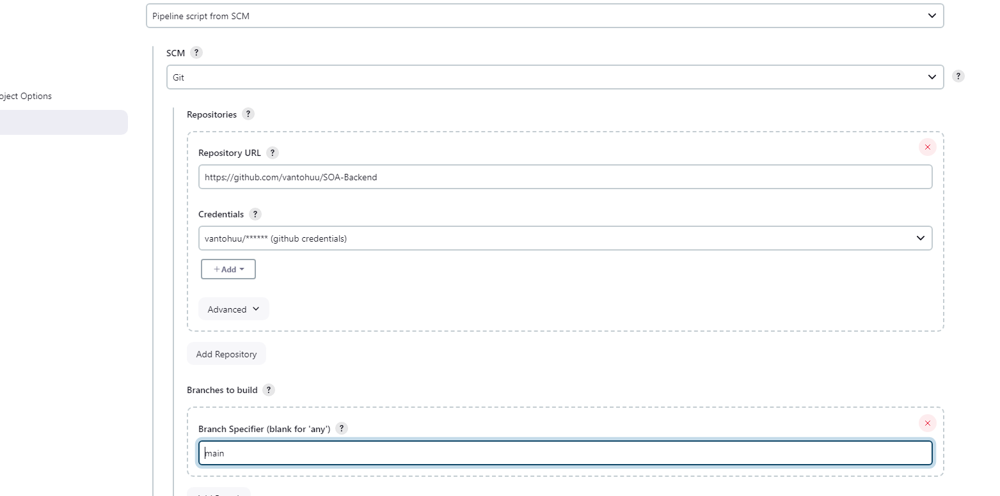 Pipeline script from SCM
SCM ?
Git
?
oject Options
Repositories ?
Repository URL ?
https://github.com/vantohuu/SOA-Backend
Credentials ?
vantohuu/****** (github credentials)
+ Add
Advanced
Add Repository
Branches to build ?
Branch Specifier (blank for 'any') ?
main